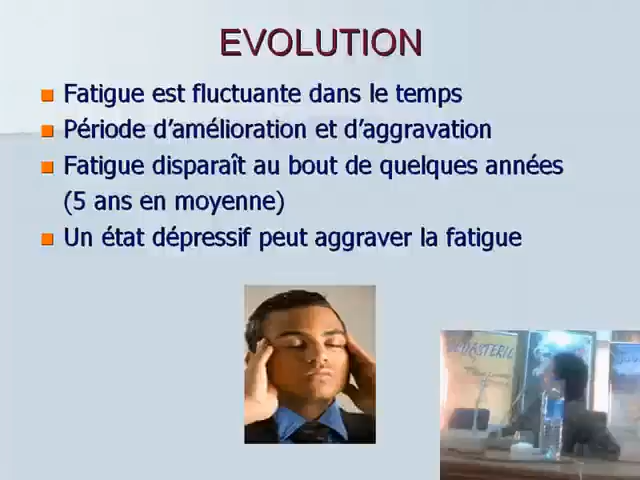 EVOLUTION
Fatigue est fluctuante dans le temps
Période d'amélioration et d'aggravation
Fatigue disparaît au bout de quelques années
(5 ans en moyenne)
Un état dépressif peut aggraver la fatigue